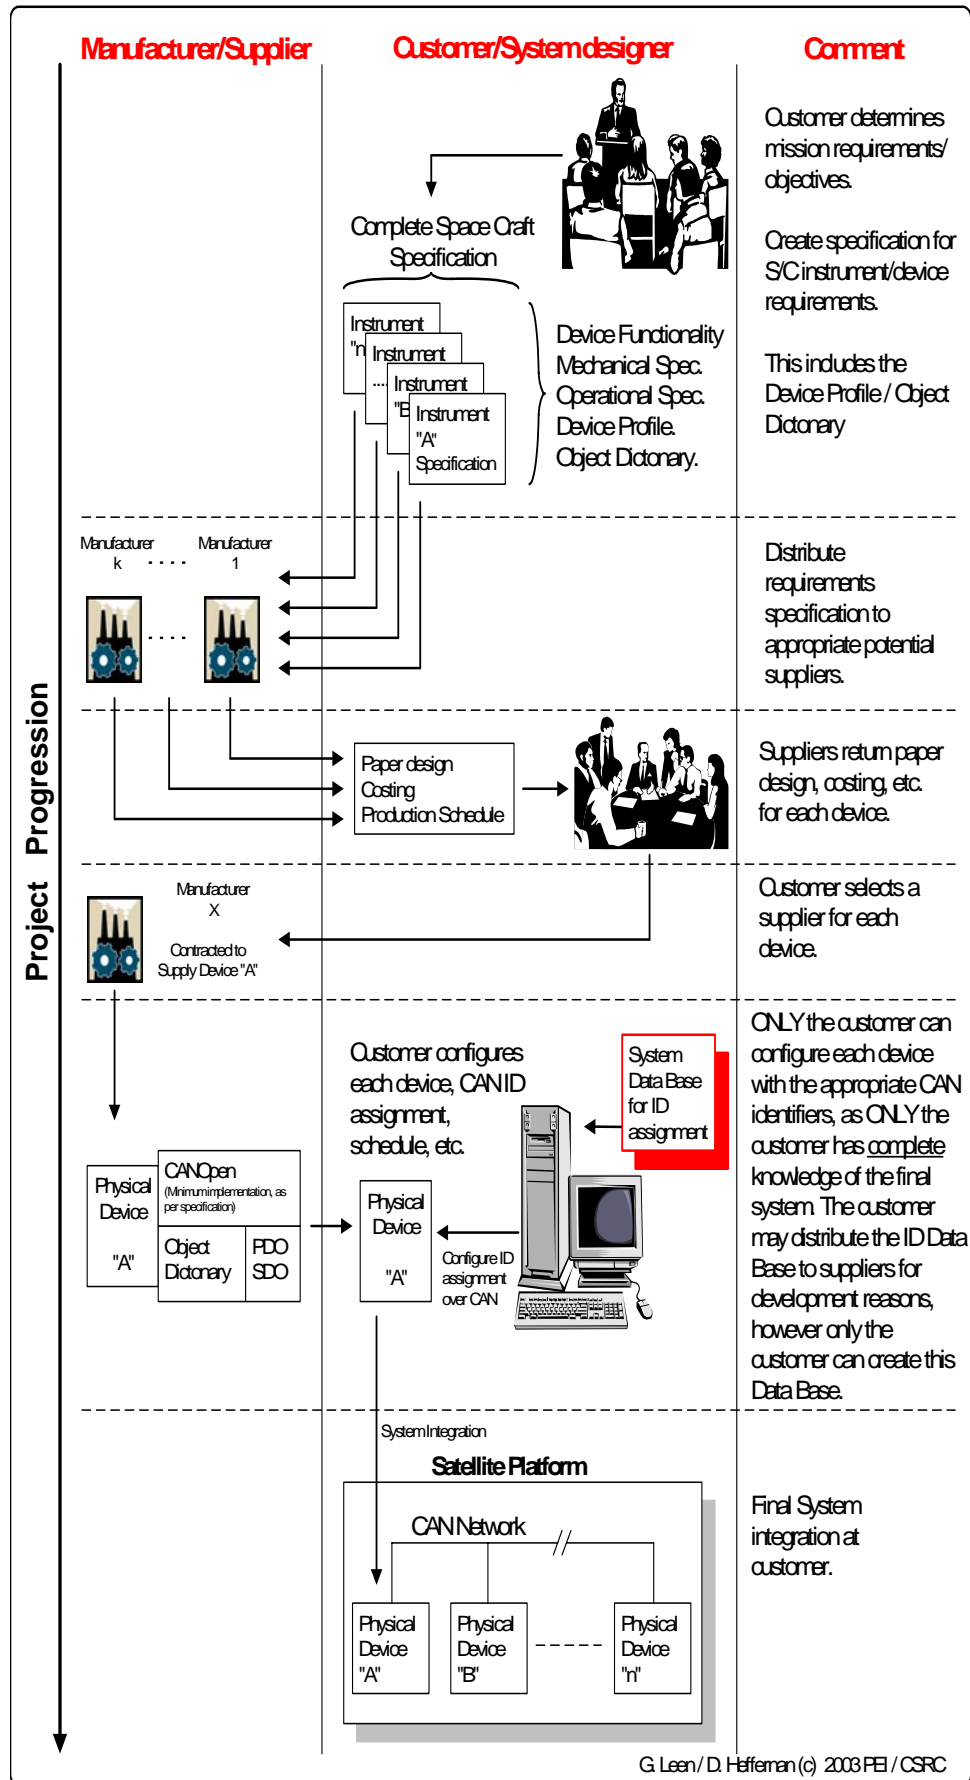 Manufacturer/Supplier
Customer/System designer
Comment
Project Progression
Customer determines
mission requirements/
objectives.
Create specification for
S/C instrument/device
requirements.
This includes the
Device Profile / Object
Dictonary
Complete Space Craft
Specification
Instrument
"n
Instrument
....
Instrument
"B
Instrument
"A"
Specification
Device Functionality
Mechanical Spec.
Operational Spec.
Device Profile.
Object Dictonary.
Manufacturer
k
. . . .
Manufacturer
1
. . . .
Distribute
requirements
specification to
appropriate potential
suppliers.
Paper design
Costing
Production Schedule
Suppliers return paper
design, costing, etc.
for each device.
Manufacturer
X
Contracted to
Supply Device "A"
Customer selects a
supplier for each
device.
Customer configures
each device, CAN ID
assignment,
schedule, etc.
System
Data Base
for ID
assignment
Physical
Device
"A"
CANOpen
(Minimum implementation, as
per specification)
Object
Dictonary
PDO
SDO
Physical
Device
"A"
Configure ID
assignment
over CAN
ONLY the customer can
configure each device
with the appropriate CAN
identifiers, as ONLY the
customer has complete
knowledge of the final
system. The customer
may distribute the ID Data
Base to suppliers for
development reasons,
however only the
customer can create this
Data Base.
System Integration
Satellite Platform
CAN Network
Physical
Device
"A"
Physical
Device
"B"
Physical
Device
"n"
Final System
integration at
customer.
G. Leen / D. Heffernan (c) 2003 PEI / CSRC